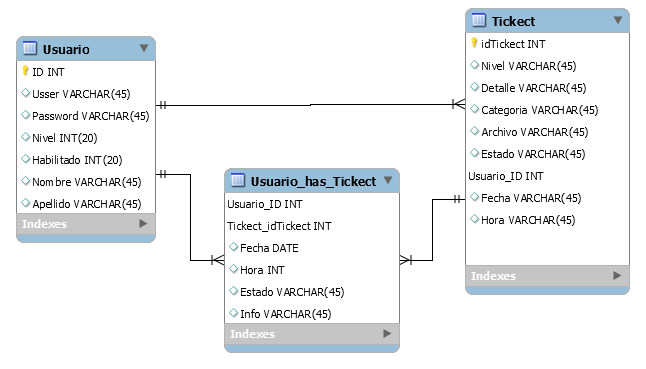 Usuario
ID INT
Usser VARCHAR(45)
Password VARCHAR(45)
Nivel INT(20)
Habilitado INT(20)
Nombre VARCHAR(45)
Apellido VARCHAR(45)
Indexes
Usuario_has_Tickect
Usuario_ID INT
Tickect_idTickect INT
Fecha DATE
Hora INT
Estado VARCHAR(45)
Info VARCHAR(45)
Indexes
Tickect
idTickect INT
Nivel VARCHAR(45)
Detalle VARCHAR(45)
Categoria VARCHAR(45)
Archivo VARCHAR(45)
Estado VARCHAR(45)
Usuario_ID INT
Fecha VARCHAR(45)
Hora VARCHAR(45)
Indexes